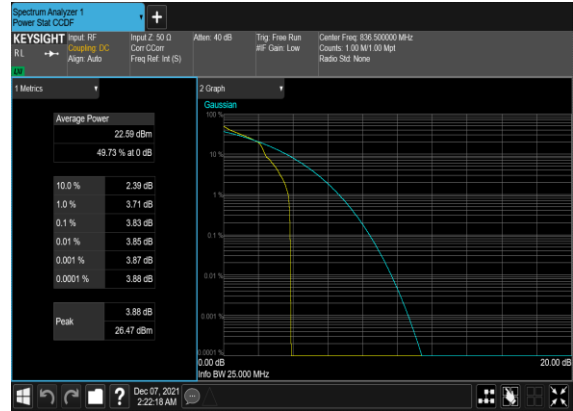 Spectrum Analyzer 1
Power Stat CCDF
+
KEYSIGHT
RL
Input: RF
Coupling: DC
Align: Auto
Input Z: 50 Ω
Corr CCorr
Freq Ref: Int (S)
Atten: 40 dB
Trig: Free Run
#IF Gain: Low
Center Freq: 836.500000 MHz
Counts: 1.00 M/1.00 Mpt
Radio Std: None
1 Metrics
Average Power
22.59 dBm
49.73 % at 0 dB
10.0 % 2.39 dB
1.0 % 3.71 dB
0.1 % 3.83 dB
0.01 % 3.85 dB
0.001 % 3.87 dB
0.0001 % 3.88 dB
Peak
3.88 dB
26.47 dBm
2 Graph
Gaussian
100 %
10 %
1 %
0.1 %
0.01 %
0.001 %
0.0001 %
0.00 dB 20.00 dB
Info BW 25.000 MHz
?
Dec 07, 2021
2:22:18 AM